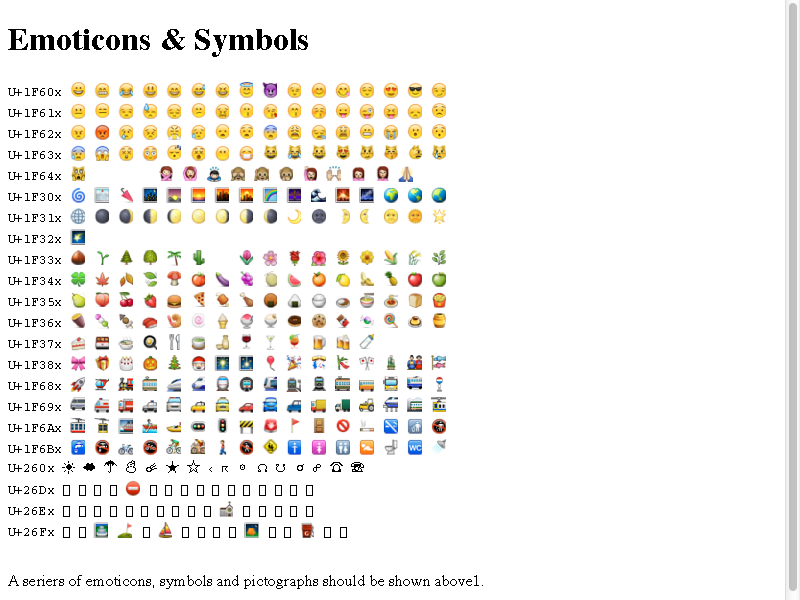 Emoticons & Symbols
U+1F60x
U+1F61x
U+1F62x
U+1F63x
U+1F64x
U+1F30x
U+1F31x
U+1F32x
U+1F33x
U+1F34x
U+1F35x
U+1F36x
U+1F37x
U+1F38x
U+1F68x
U+1F69x
U+1F6Ax
U+1F6Bx
U+260x
U+26Dx
U+26Ex
U+26Fx
A seriers of emoticons, symbols and pictographs should be shown above1.